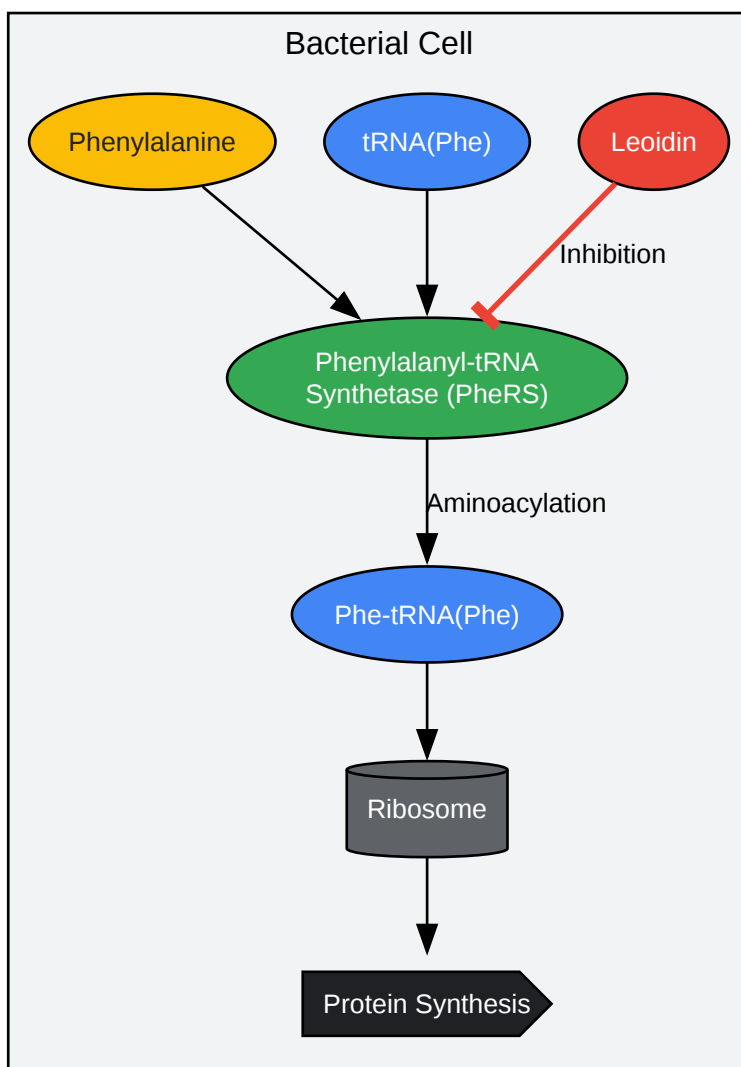 Bacterial Cell
Phenylalanine
tRNA(Phe)
Leoidin
Inhibition
Phenylalanyl-tRNA
Synthetase (PheRS)
Aminoacylation
Phe-tRNA(Phe)
Ribosome
Protein Synthesis